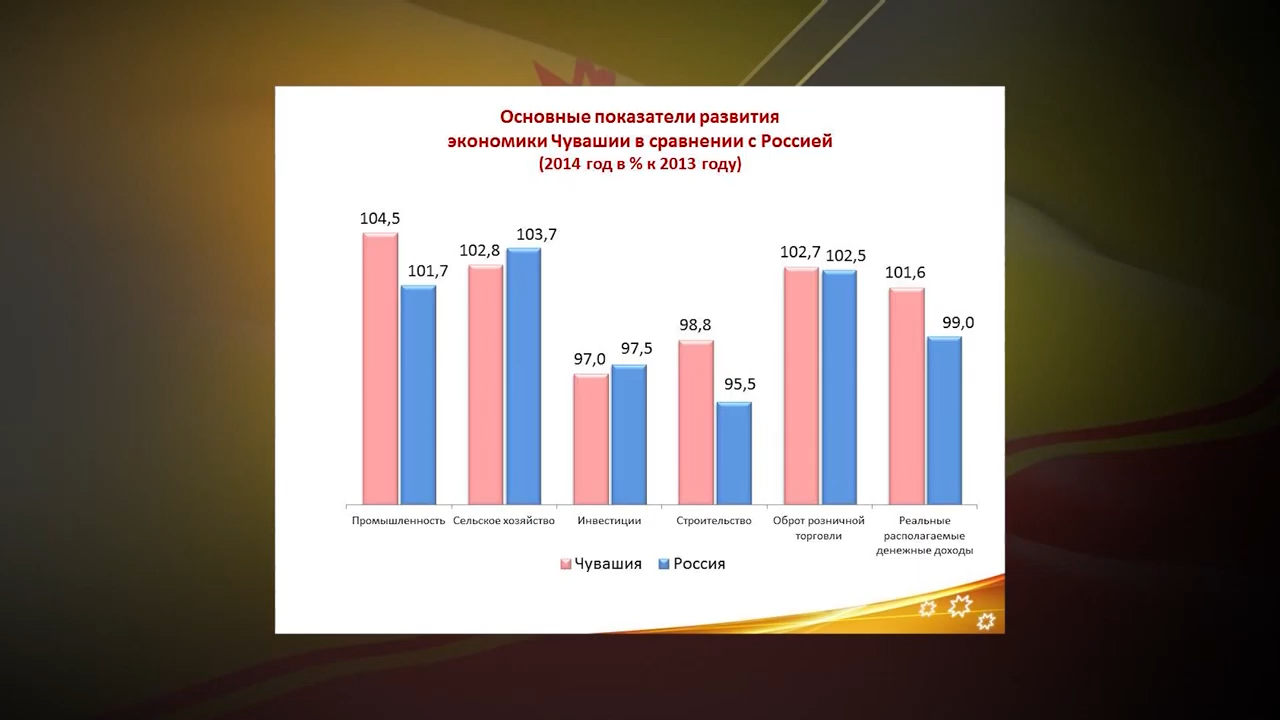 Основные показатели развития
экономики Чувашии в сравнении с Россией
(2014 год в % к 2013 году)
104,5
101,7
102,8
103,7
97,0
97,5
98,8
95,5
102,7
102,5
101,6
99,0
Промышленность
Сельское хозяйство
Инвестиции
Строительство
Оброт розничной
торговли
Реальные
располагаемые
денежные доходы
Чувашия
Россия